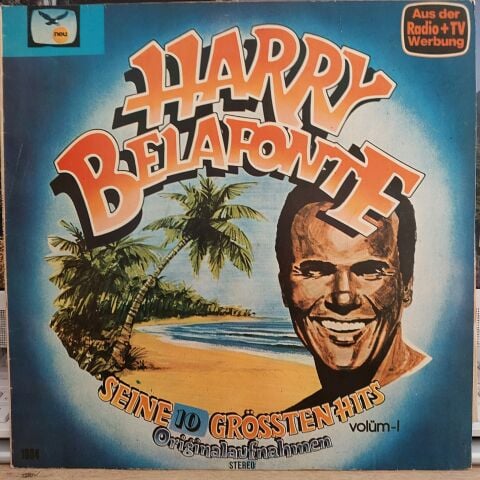 neu
Aus der
Radio + TV
Werbung
HARRY
BELAFONTE
SEINE 10 GRÖSSTEN HITS
volüm-I
Originalaufnahmen
STEREO